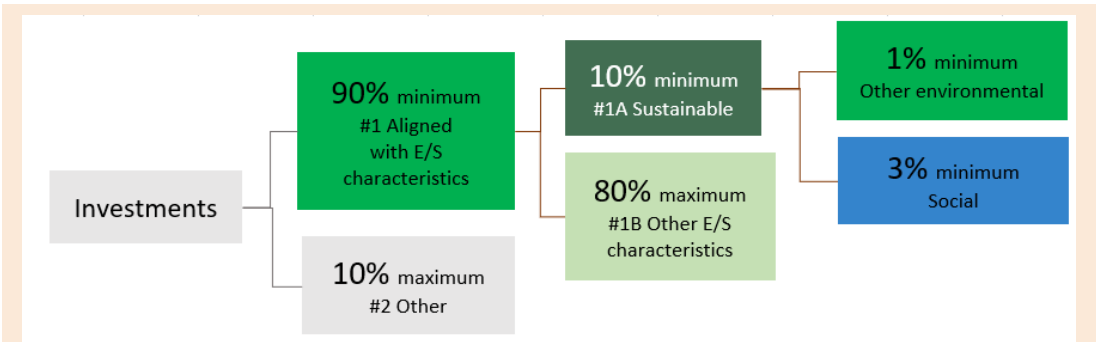 Investments
90% minimum
#1 Aligned
with E/S
characteristics
10% maximum
#2 Other
10% minimum
#1A Sustainable
80% maximum
#1B Other E/S
characteristics
1% minimum
Other environmental
3% minimum
Social